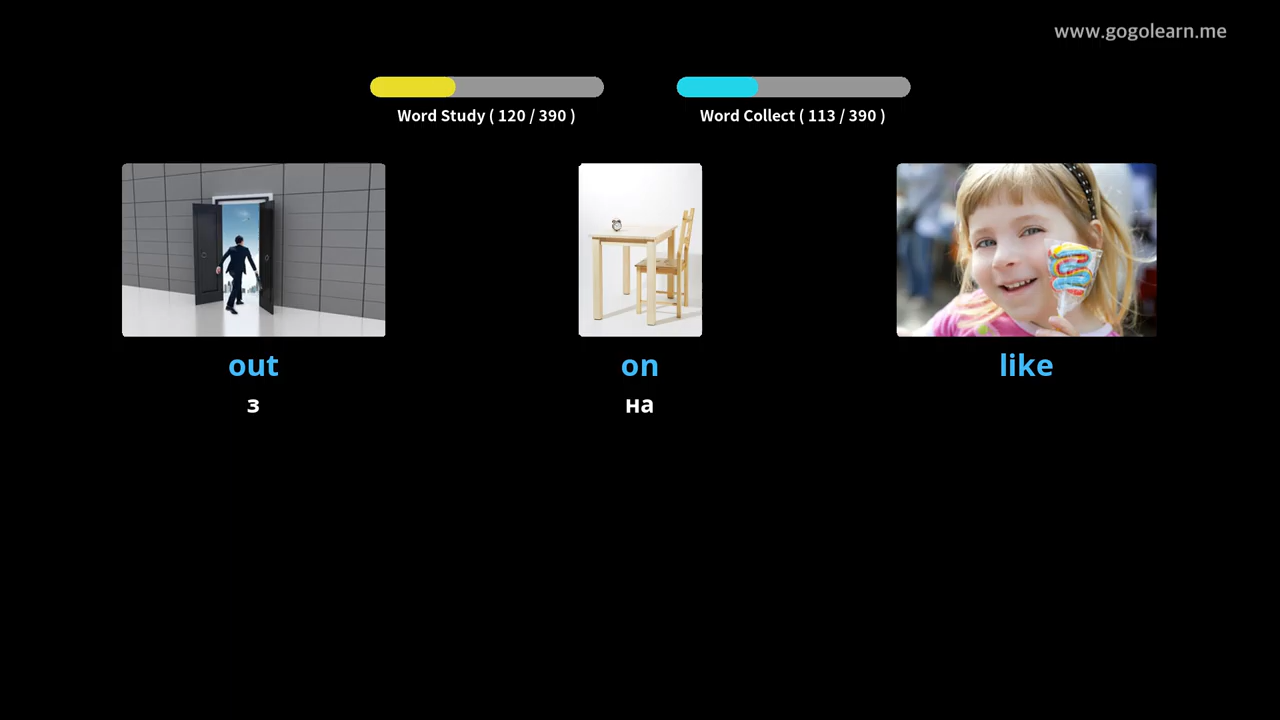 www.gogolearn.me
Word Study ( 120 / 390 )
Word Collect ( 113 / 390 )
out
on
like
з
на